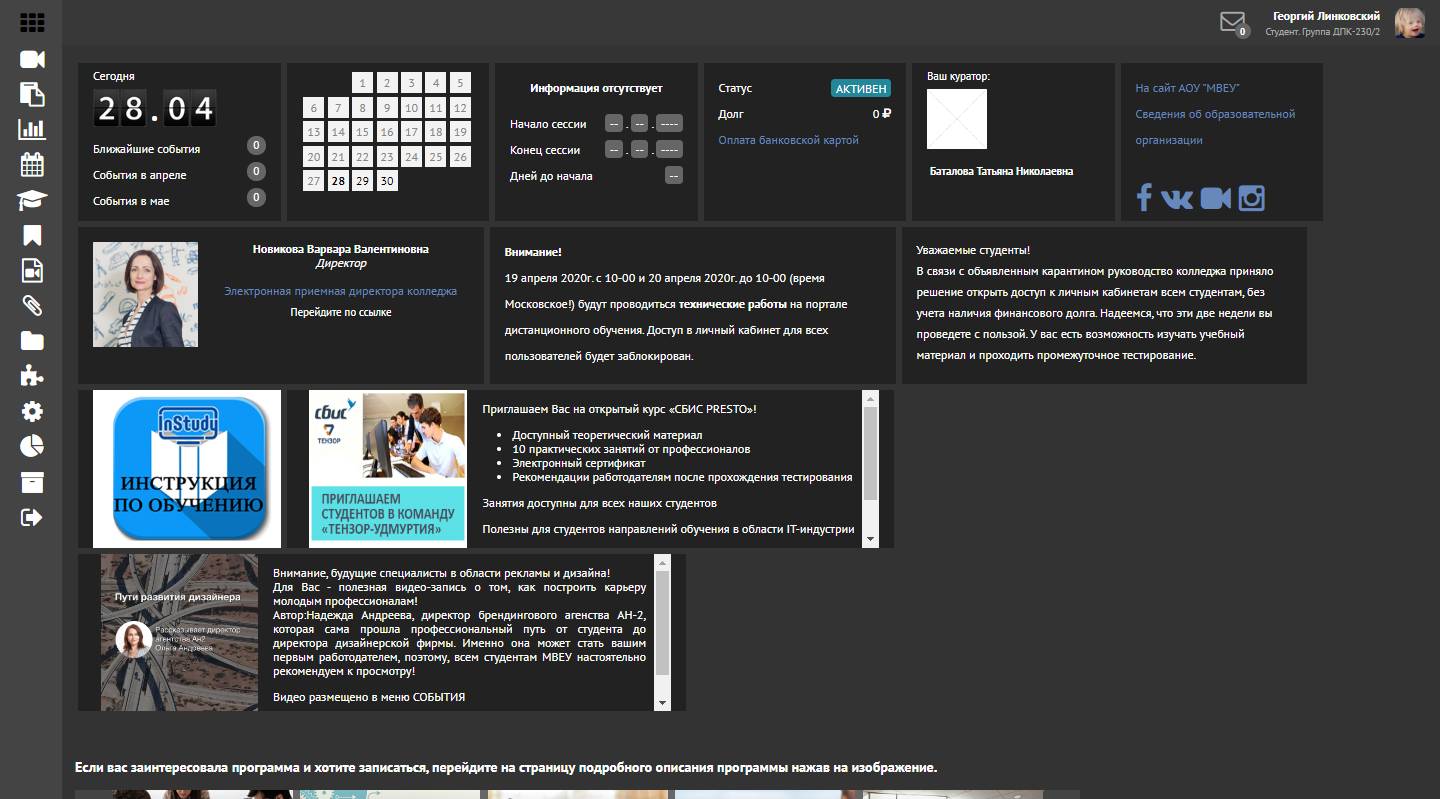 0
Георгий Линковский
Студент. Группа ДПК-230/2
Сегодня
28.04
Ближайшие события 0
События в апреле 0
События в мае 0
1 2 3 4 5
6 7 8 9 10 11 12
13 14 15 16 17 18 19
20 21 22 23 24 25 26
27 28 29 30
Информация отсутствует
Начало сессии -- . -- . ----
Конец сессии -- . -- . ----
Дней до начала --
Статус АКТИВЕН
Долг 0 ₽
Оплата банковской картой
Ваш куратор:
Баталова Татьяна Николаевна
На сайт АОУ "МВЕУ"
Сведения об образовательной
организации
Новикова Варвара Валентиновна
Директор
Электронная приемная директора колледжа
Перейдите по ссылке
Внимание!
19 апреля 2020г. с 10-00 и 20 апреля 2020г. до 10-00 (время
Московское!) будут проводиться технические работы на портале
дистанционного обучения. Доступ в личный кабинет для всех
пользователей будет заблокирован.
Уважаемые студенты!
В связи с объявленным карантином руководство колледжа приняло
решение открыть доступ к личным кабинетам всем студентам, без
учета наличия финансового долга. Надеемся, что эти две недели вы
проведете с пользой. У вас есть возможность изучать учебный
материал и проходить промежуточное тестирование.
inStudy
ИНСТРУКЦИЯ
ПО ОБУЧЕНИЮ
сбис
ТЕНЗОР
ПРИГЛАШАЕМ
СТУДЕНТОВ В КОМАНДУ
«ТЕНЗОР-УДМУРТИЯ»
Приглашаем Вас на открытый курс «СБИС PRESTO»!
• Доступный теоретический материал
• 10 практических занятий от профессионалов
• Электронный сертификат
• Рекомендации работодателям после прохождения тестирования
Занятия доступны для всех наших студентов
Полезны для студентов направлений обучения в области IT-индустрии
Пути развития дизайнера
Рассказывает директор
агентства АН2
Ольга Андреева
Внимание, будущие специалисты в области рекламы и дизайна!
Для Вас - полезная видео-запись о том, как построить карьеру
молодым профессионалам!
Автор:Надежда Андреева, директор брендингового агенства АН-2,
которая сама прошла профессиональный путь от студента до
директора дизайнерской фирмы. Именно она может стать вашим
первым работодателем, поэтому, всем студентам МВЕУ настоятельно
рекомендуем к просмотру!
Видео размещено в меню СОБЫТИЯ
Если вас заинтересовала программа и хотите записаться, перейдите на страницу подробного описания программы нажав на изображение.